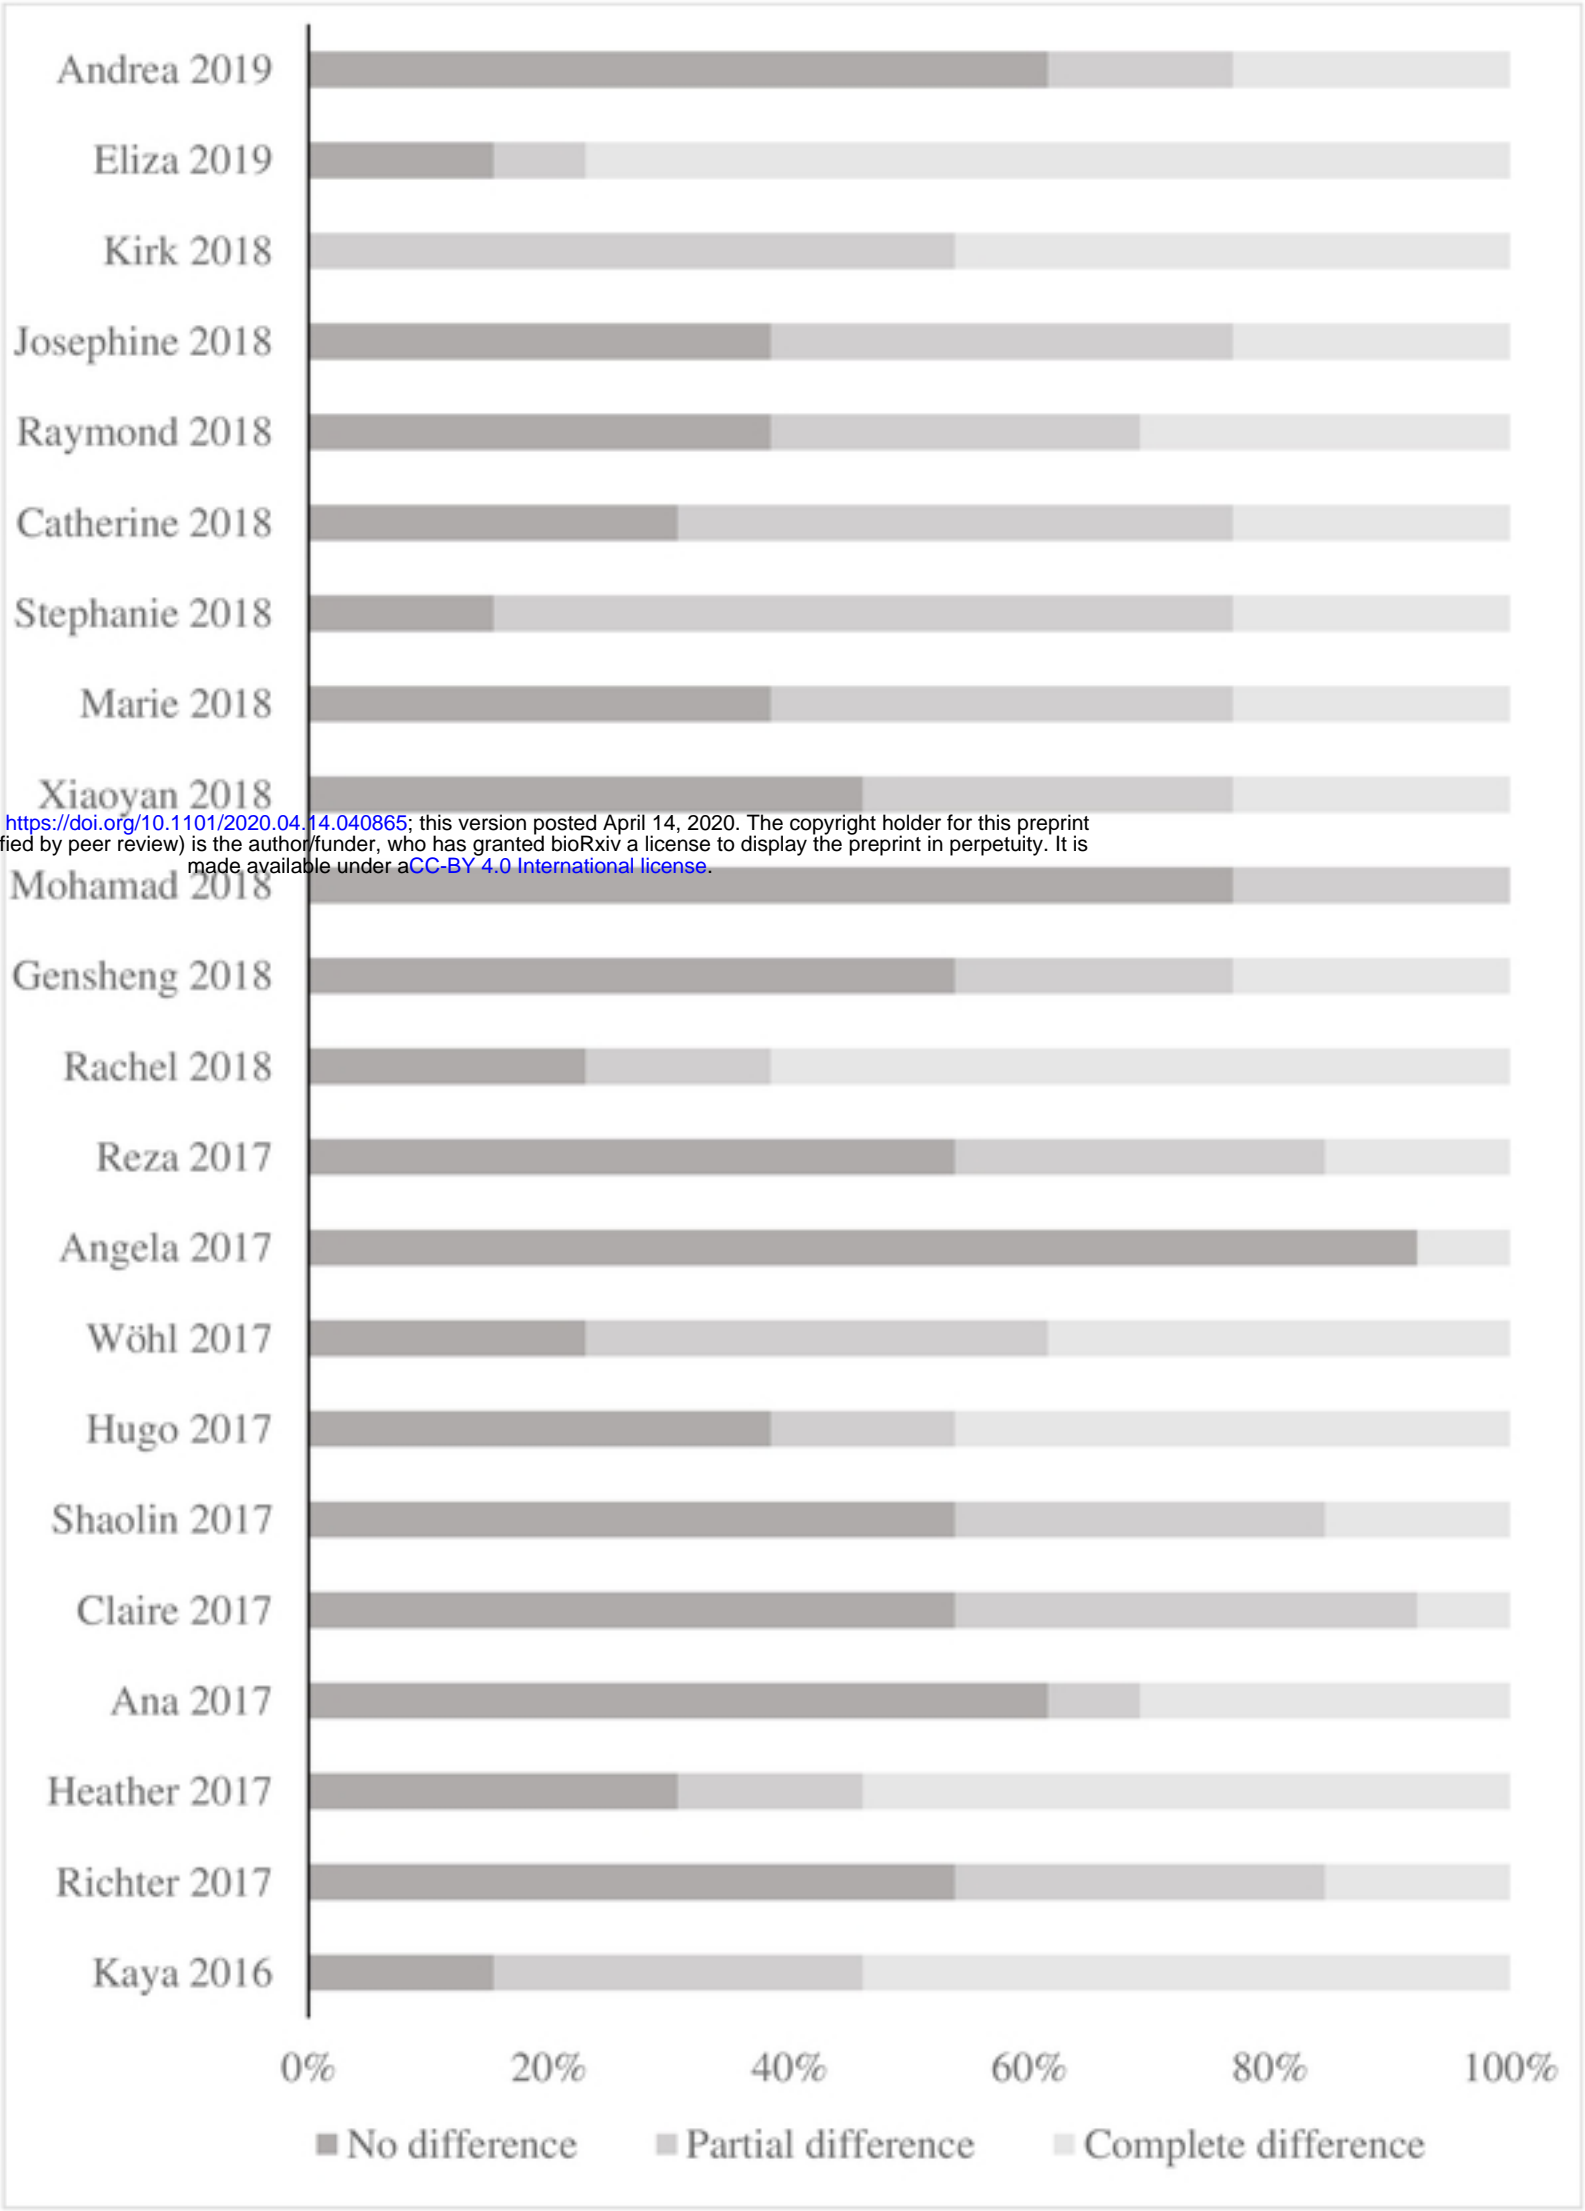 Andrea 2019
Eliza 2019
Kirk 2018
Josephine 2018
Raymond 2018
Catherine 2018
Stephanie 2018
Marie 2018
Xiaoyan 2018
https://doi.org/10.1101/2020.04.14.040865; this version posted April 14, 2020. The copyright holder for this preprint
fied by peer review) is the author/funder, who has granted bioRxiv a license to display the preprint in perpetuity. It is
made available under aCC-BY 4.0 International license.
Mohamad 2018
Gensheng 2018
Rachel 2018
Reza 2017
Angela 2017
Wöhl 2017
Hugo 2017
Shaolin 2017
Claire 2017
Ana 2017
Heather 2017
Richter 2017
Kaya 2016
0% 20% 40% 60% 80% 100%
No difference Partial difference Complete difference